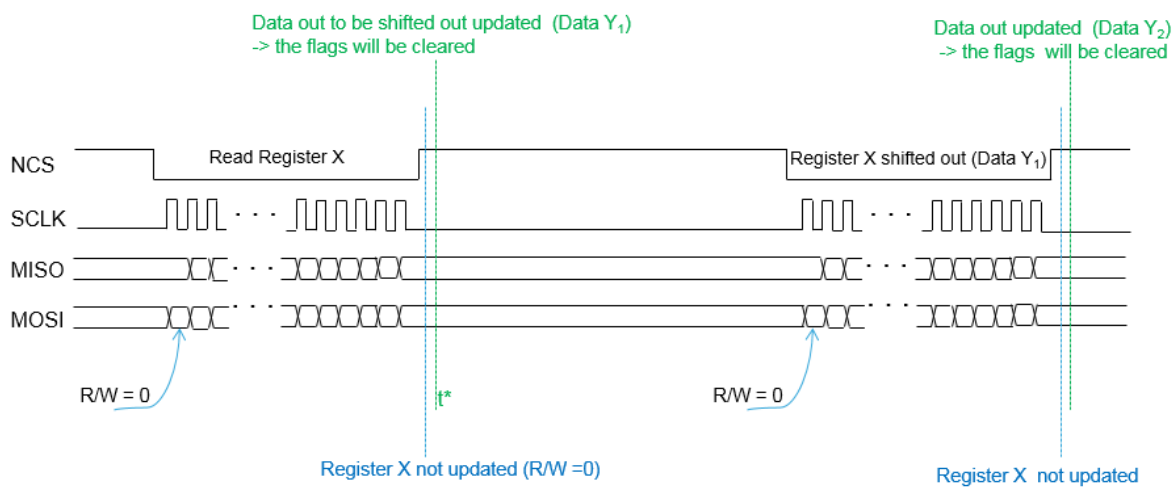 Data out to be shifted out updated (Data Y₁)
-> the flags will be cleared
Data out updated (Data Y₂)
-> the flags will be cleared
NCS
Read Register X
Register X shifted out (Data Y₁)
SCLK
. . .
. . .
MISO
. . .
. . .
MOSI
. . .
. . .
R/W = 0
t*
R/W = 0
Register X not updated (R/W =0)
Register X not updated